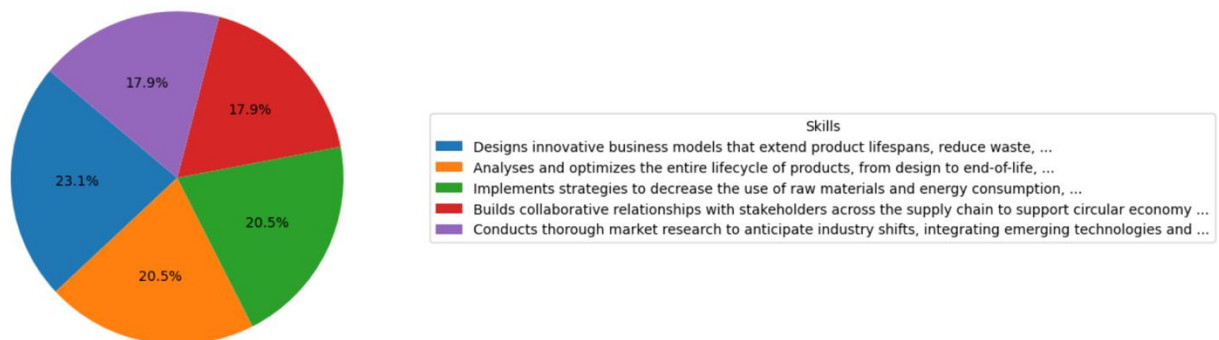 17.9%
17.9%
23.1%
20.5%
20.5%
Skills
Designs innovative business models that extend product lifespans, reduce waste, ...
Analyses and optimizes the entire lifecycle of products, from design to end-of-life, ...
Implements strategies to decrease the use of raw materials and energy consumption, ...
Builds collaborative relationships with stakeholders across the supply chain to support circular economy ...
Conducts thorough market research to anticipate industry shifts, integrating emerging technologies and ...